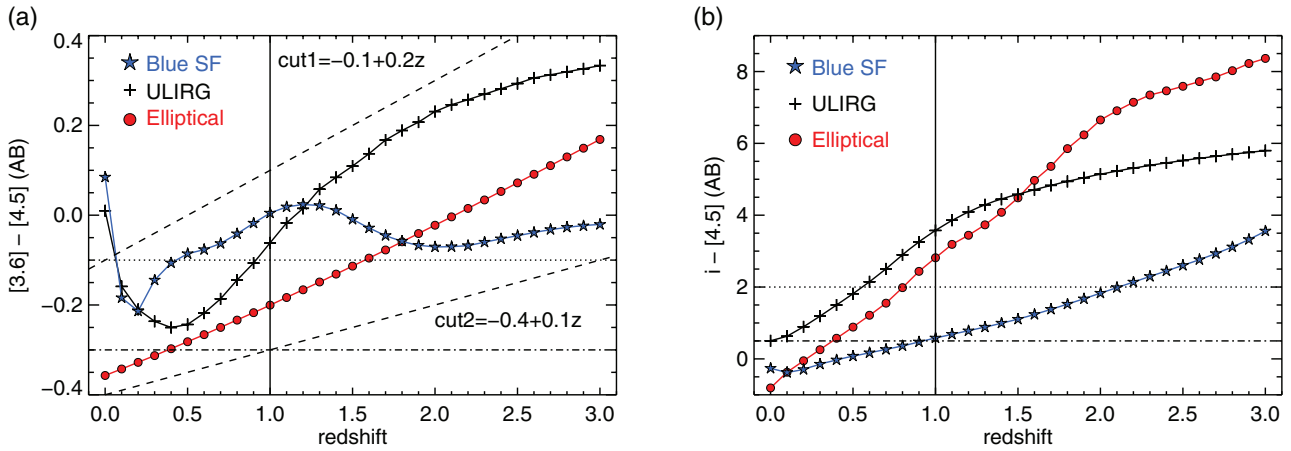 (a)
0.4
0.2
0.0
−0.2
−0.4
[3.6] − [4.5] (AB)
Blue SF
ULIRG
Elliptical
cut1=−0.1+0.2z
cut2=−0.4+0.1z
0.0 0.5 1.0 1.5 2.0 2.5 3.0
redshift
(b)
8
6
4
2
0
i − [4.5] (AB)
Blue SF
ULIRG
Elliptical
0.0 0.5 1.0 1.5 2.0 2.5 3.0
redshift